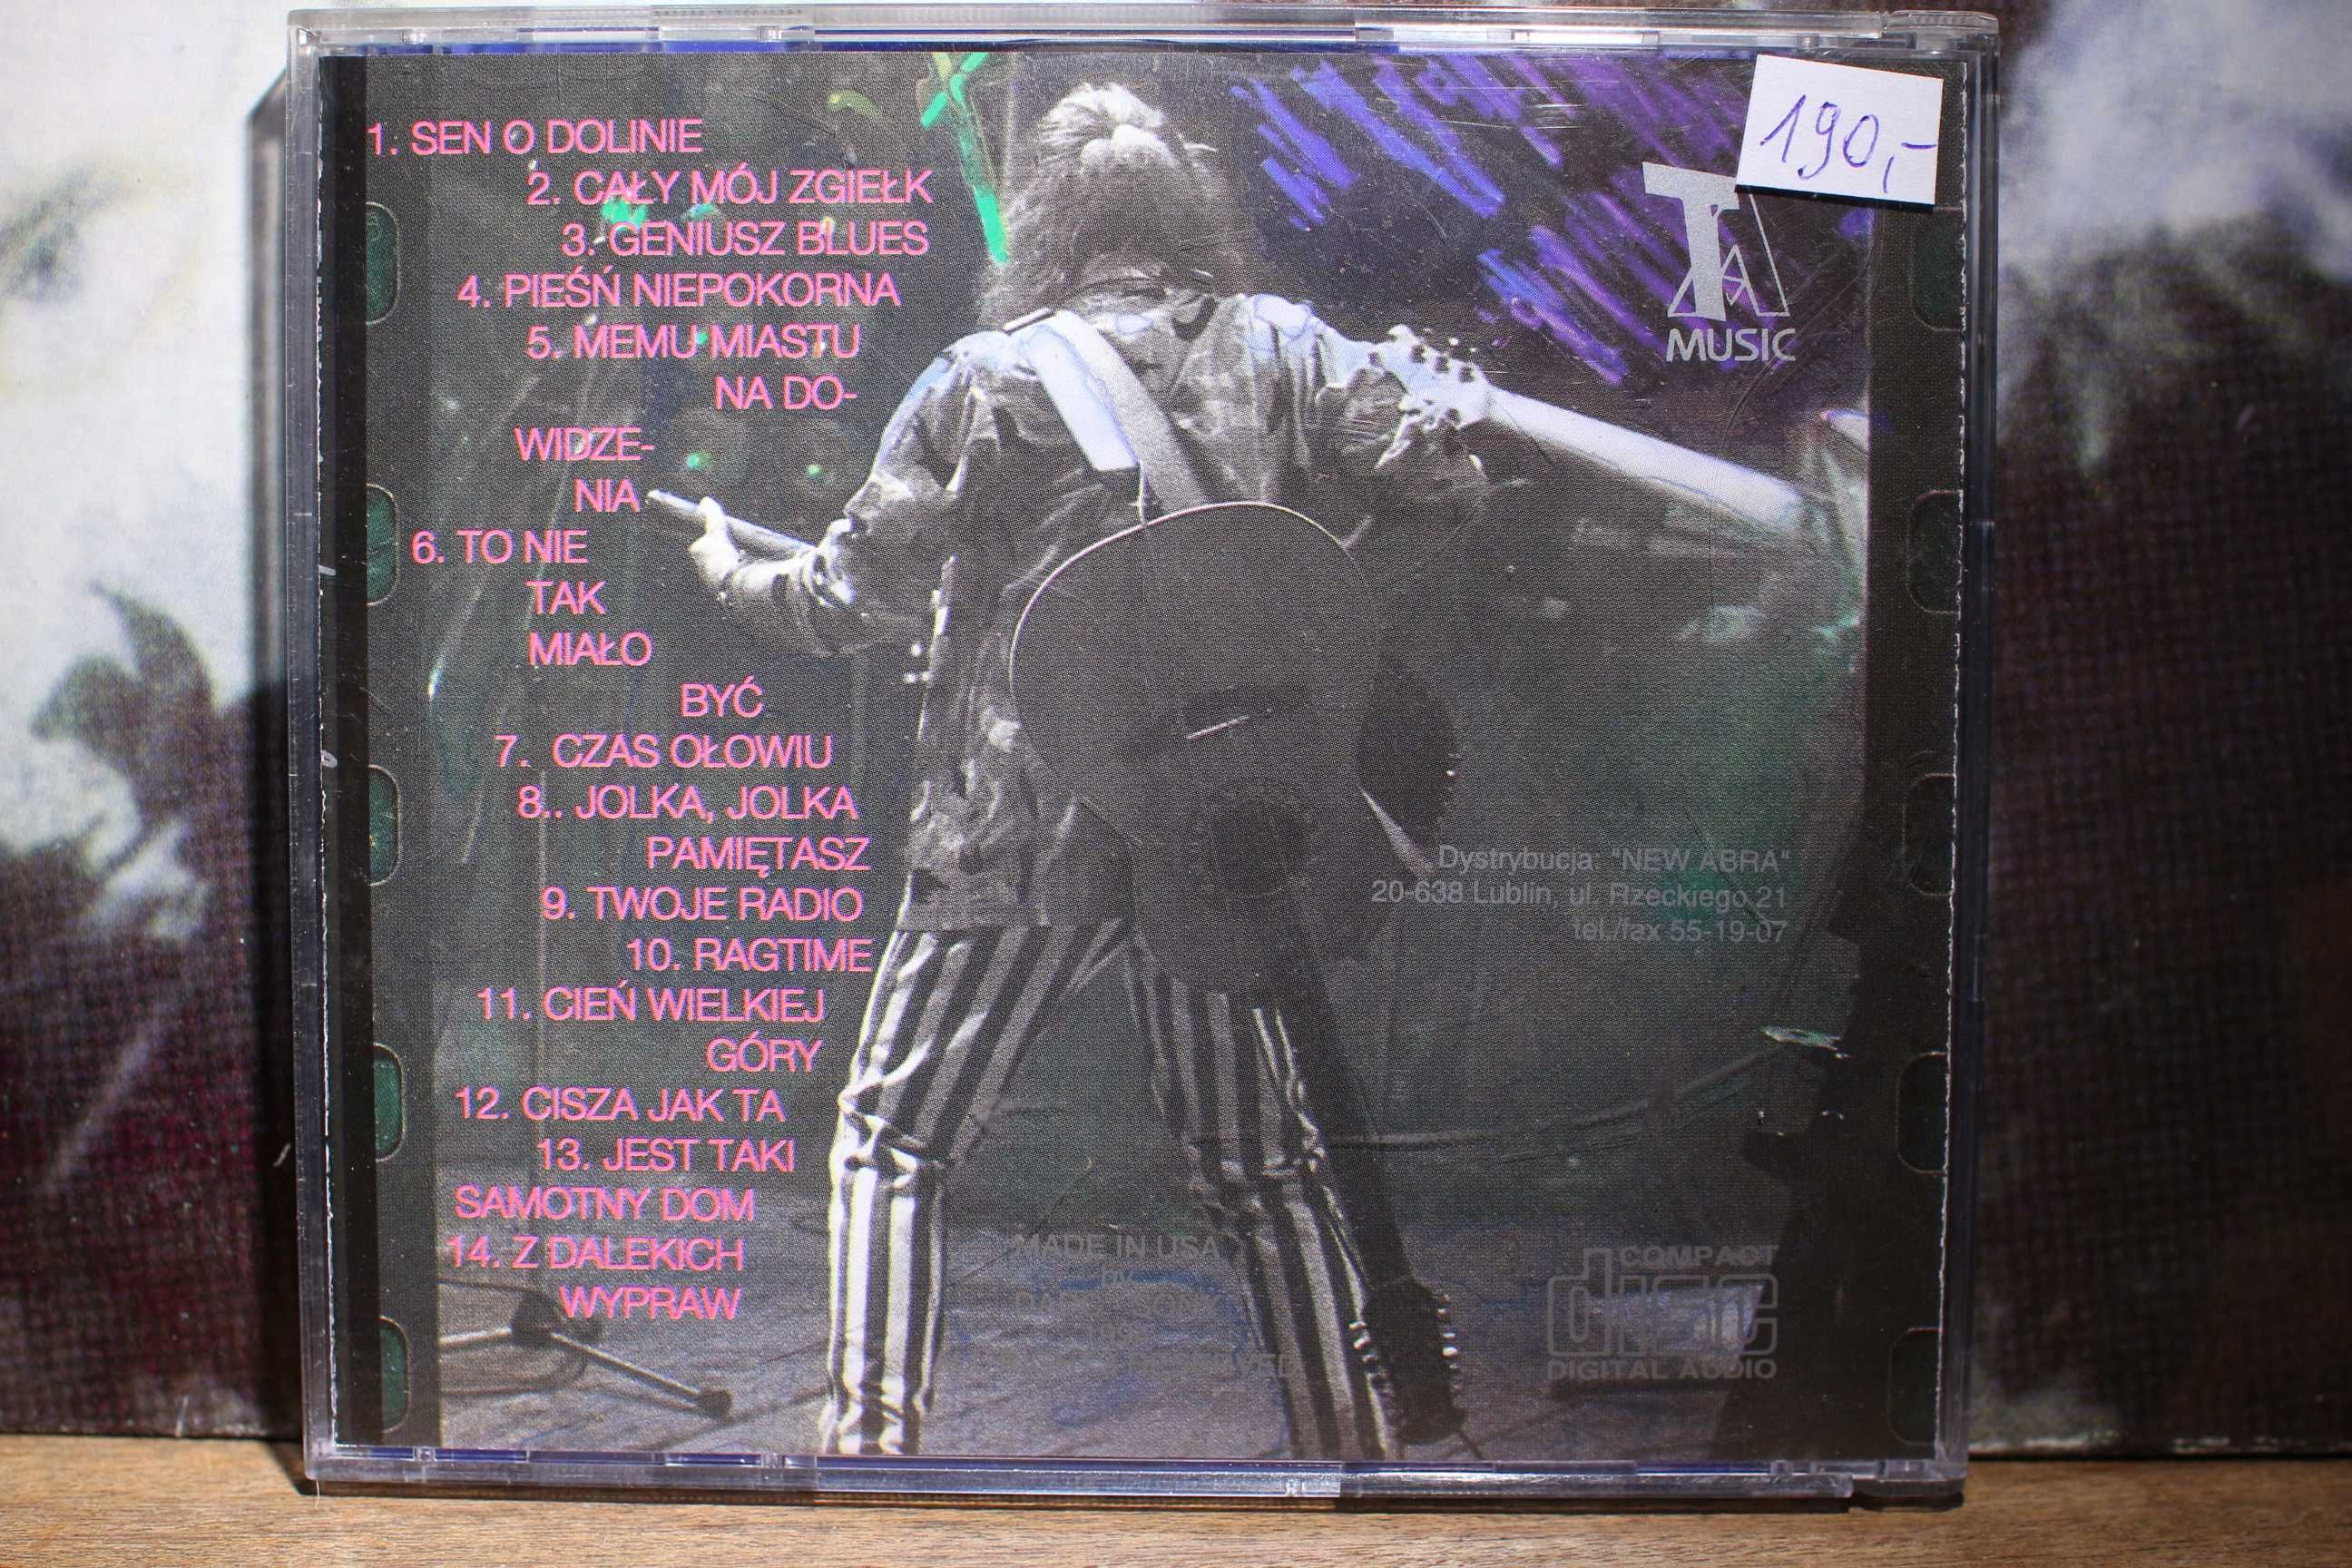 190,-
TA
MUSIC
1. SEN O DOLINIE
2. CAŁY MÓJ ZGIEŁK
3. GENIUSZ BLUES
4. PIEŚŃ NIEPOKORNA
5. MEMU MIASTU
NA DO-
WIDZE-
NIA
6. TO NIE
TAK
MIAŁO
BYĆ
7. CZAS OŁOWIU
8.. JOLKA, JOLKA
PAMIĘTASZ
9. TWOJE RADIO
10. RAGTIME
11. CIEŃ WIELKIEJ
GÓRY
12. CISZA JAK TA
13. JEST TAKI
SAMOTNY DOM
14. Z DALEKICH
WYPRAW
Dystrybucja: "NEW ABRA"
20-638 Lublin, ul. Rzeckiego 21
tel./fax 55-19-07
MADE IN USA
BY
SONY
COMPACT
disc
DIGITAL AUDIO